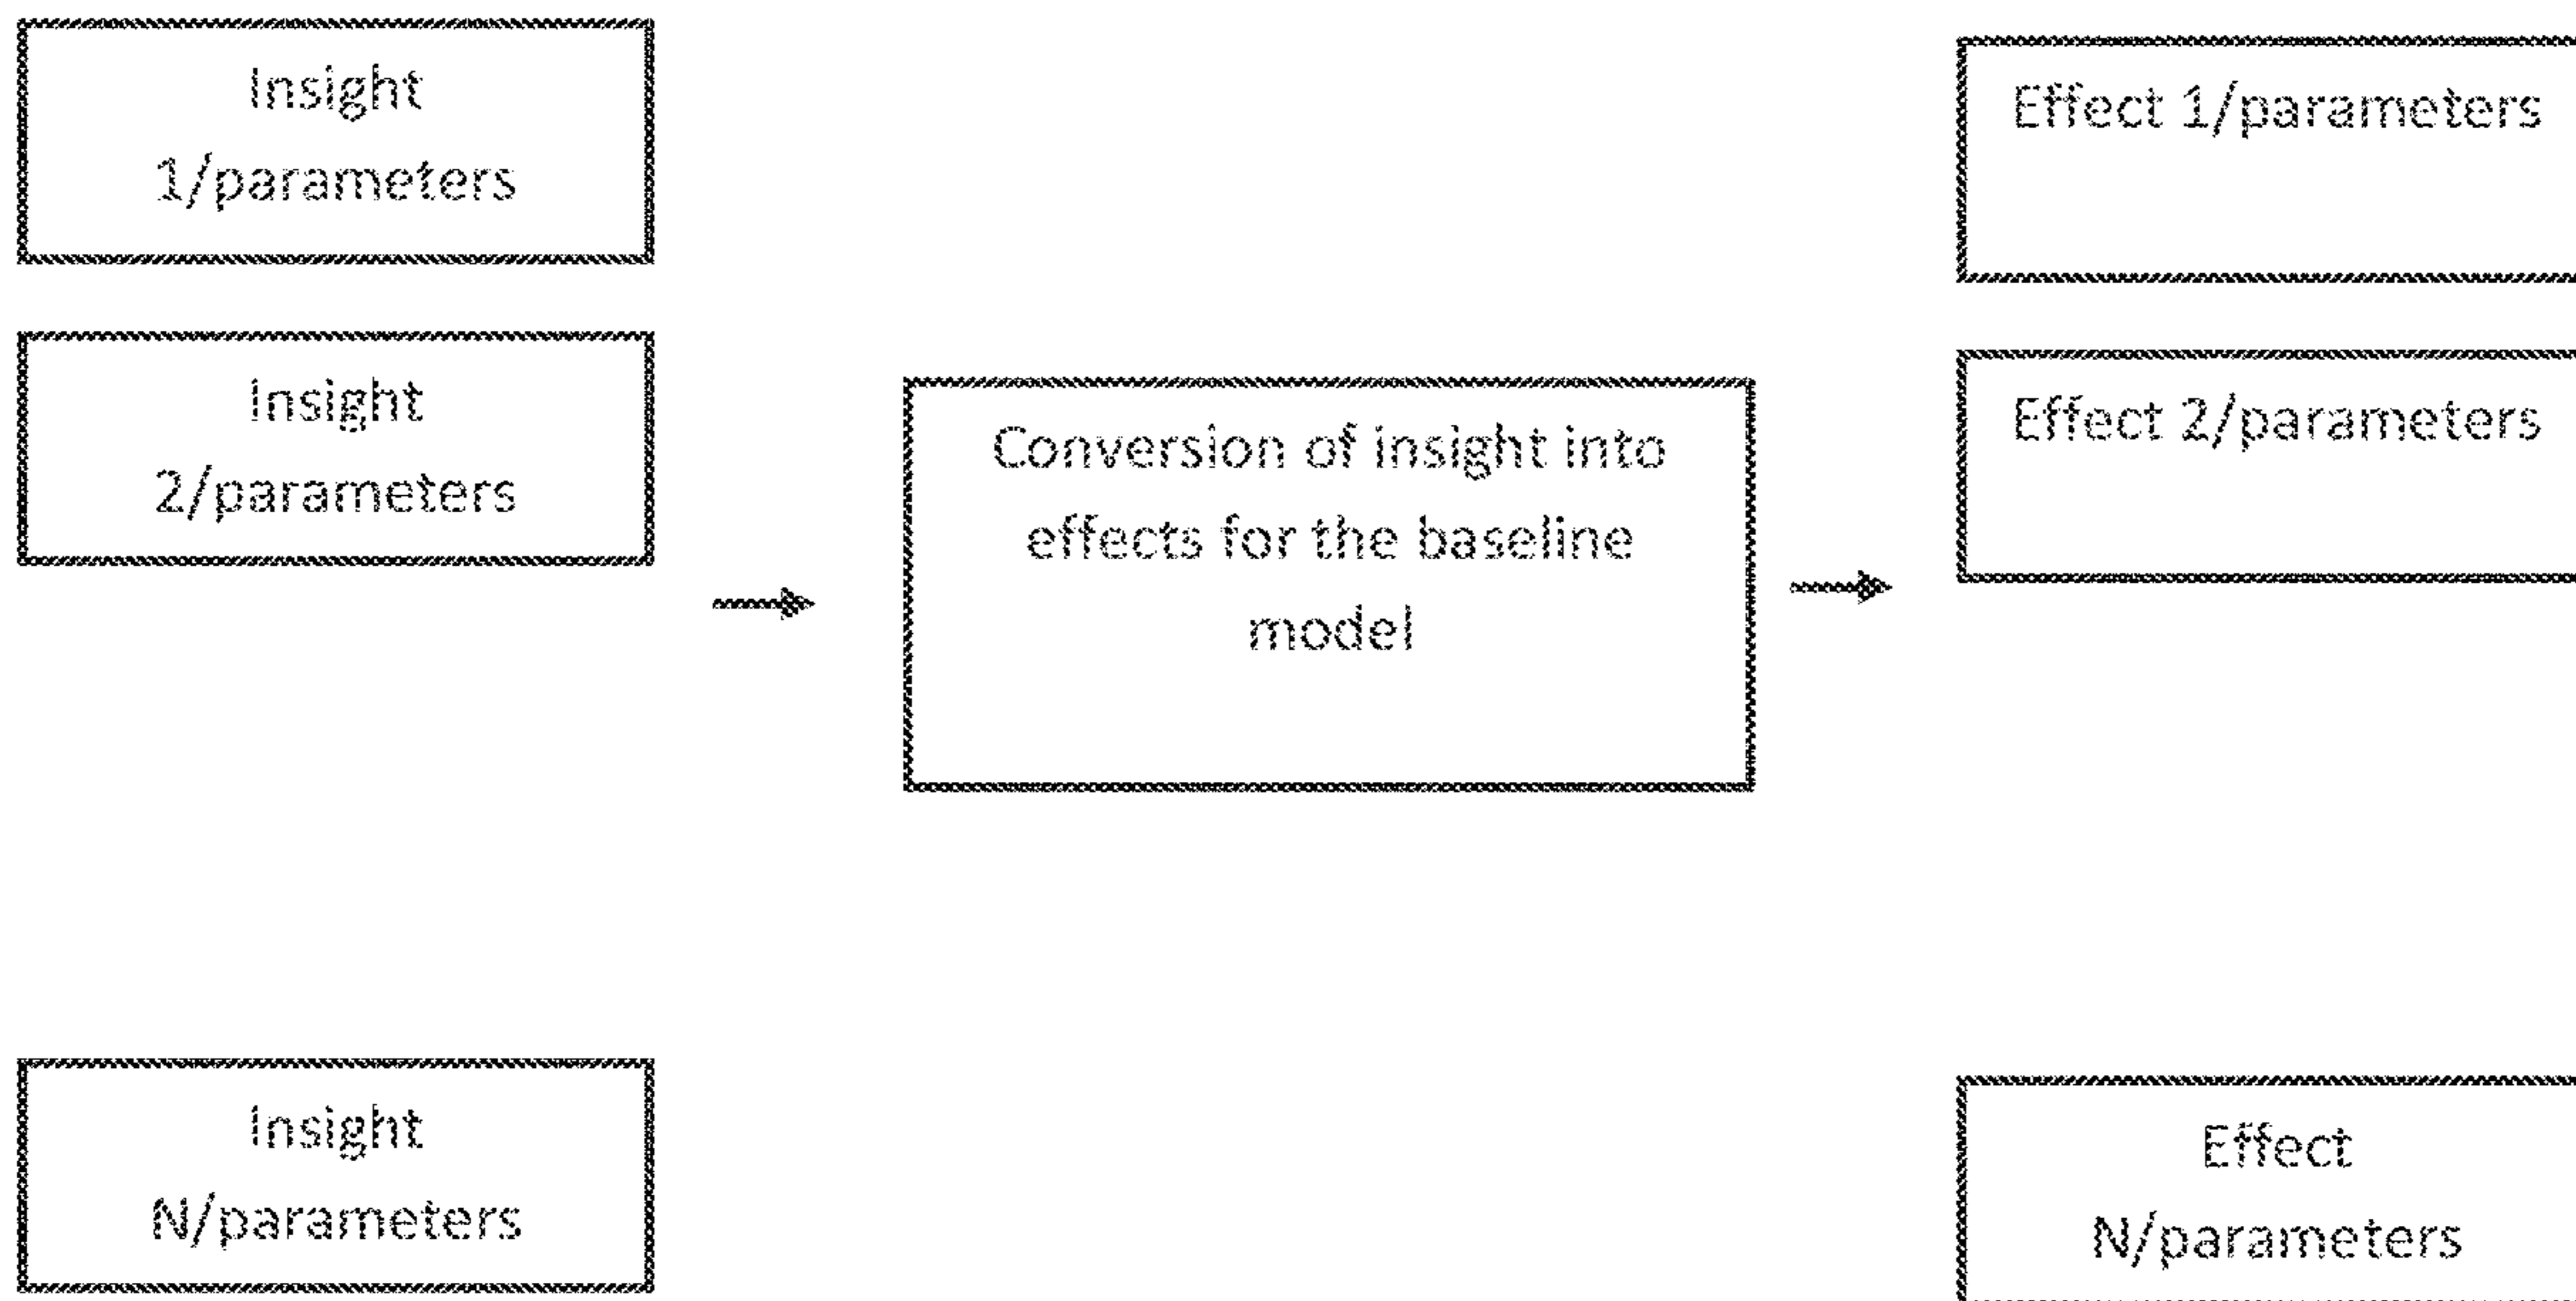 Insight
1/parameters
Insight
2/parameters
Insight
N/parameters
Conversion of insight into
effects for the baseline
model
Effect 1/parameters
Effect 2/parameters
Effect
N/parameters